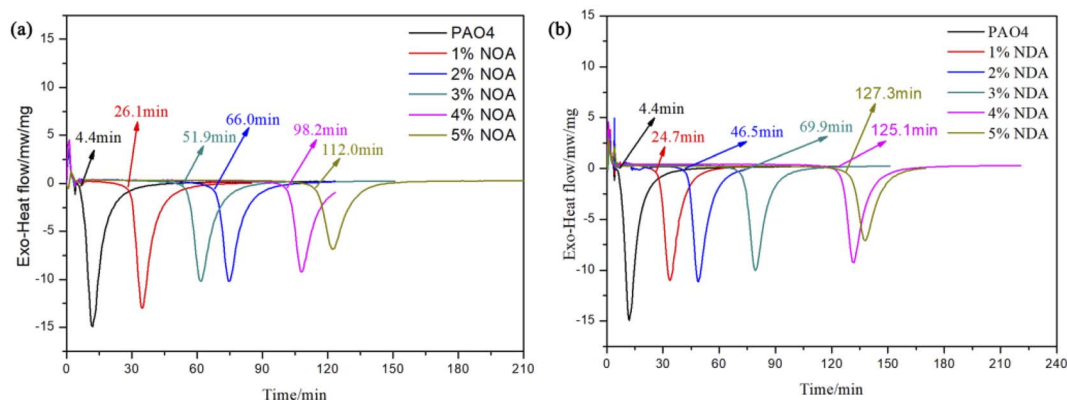 (a)
PAO4
1% NOA
2% NOA
3% NOA
4% NOA
5% NOA
15
10
5
0
-5
-10
-15
Exo-Heat flow/mw/mg
4.4min
26.1min
51.9min
66.0min
98.2min
112.0min
0 30 60 90 120 150 180 210
Time/min
(b)
PAO4
1% NDA
2% NDA
3% NDA
4% NDA
5% NDA
15
10
5
0
-5
-10
-15
Exo-Heat flow/mw/mg
4.4min
24.7min
46.5min
69.9min
127.3min
125.1min
0 30 60 90 120 150 180 210
Time/min